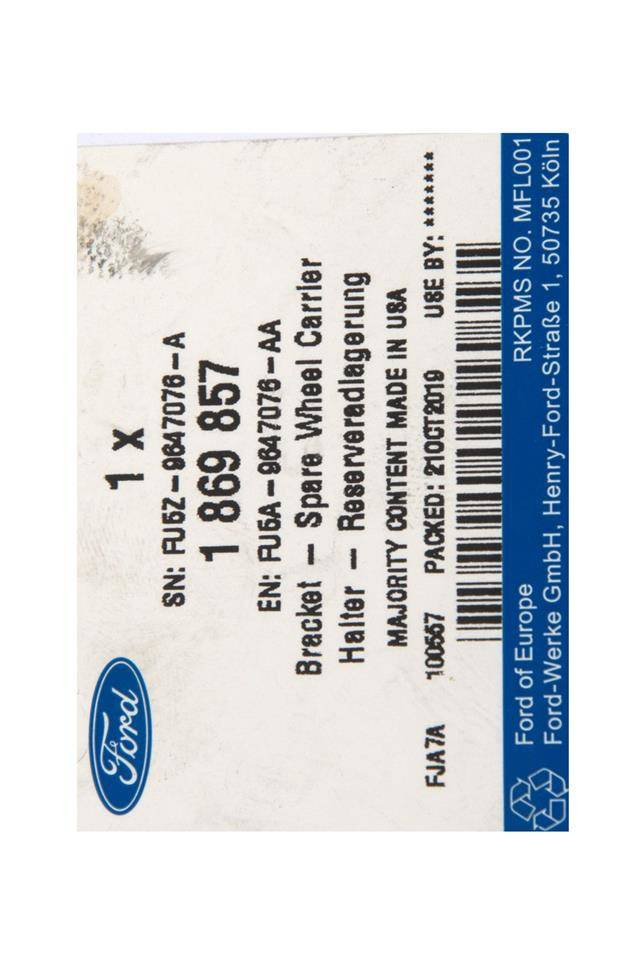 Ford
1 x
SN: FU5Z-9647076-A
1 869 857
EN: FU5A-9647076-AA
Bracket - Spare Wheel Carrier
Halter - Reserveradlagerung
MAJORITY CONTENT MADE IN USA
FJA7A 100557 PACKED: 21OCT2019 USE BY: *******
Ford of Europe RKPMS NO. MFL001
Ford-Werke GmbH, Henry-Ford-Straße 1, 50735 Köln